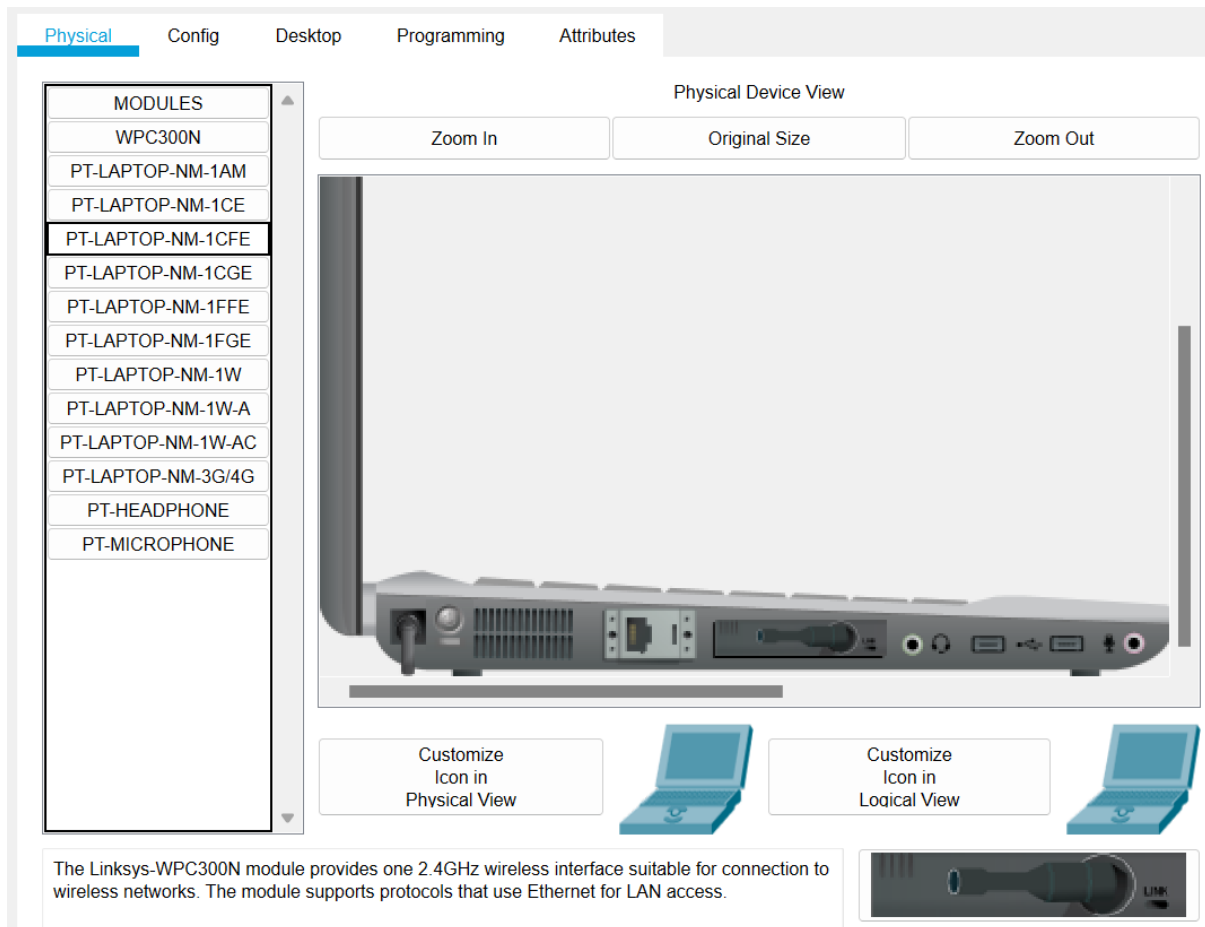 Physical Config Desktop Programming Attributes
MODULES
WPC300N
PT-LAPTOP-NM-1AM
PT-LAPTOP-NM-1CE
PT-LAPTOP-NM-1CFE
PT-LAPTOP-NM-1CGE
PT-LAPTOP-NM-1FFE
PT-LAPTOP-NM-1FGE
PT-LAPTOP-NM-1W
PT-LAPTOP-NM-1W-A
PT-LAPTOP-NM-1W-AC
PT-LAPTOP-NM-3G/4G
PT-HEADPHONE
PT-MICROPHONE
Physical Device View
Zoom In Original Size Zoom Out
Customize
Icon in
Physical View
Customize
Icon in
Logical View
The Linksys-WPC300N module provides one 2.4GHz wireless interface suitable for connection to
wireless networks. The module supports protocols that use Ethernet for LAN access.
LINK